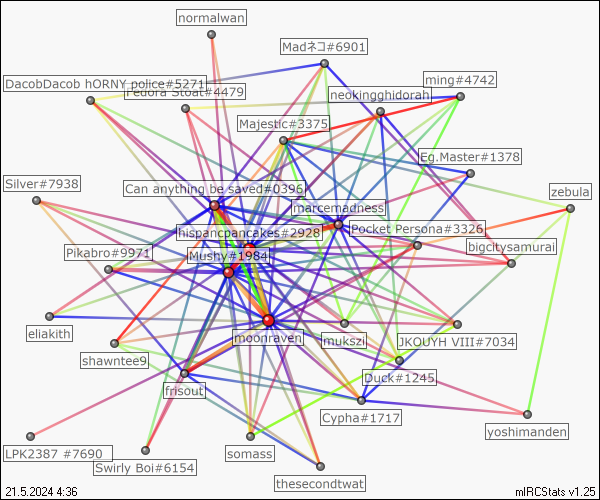 normalwan
Madネコ#6901
DacobDacob hORNY police#5271
ming#4742
Fedora Stoat#4479
neokingghidorah
Majestic#3375
Eg.Master#1378
Silver#7938
Can anything be saved#0396
zebula
marcemadness
hispancpancakes#2928
Pocket Persona#3326
Pikabro#9971
Mushy#1984
bigcitysamurai
eliakith
moonraven
mukszi
JKOUYH VIII#7034
shawntee9
Duck#1245
frisout
Cypha#1717
yoshimanden
LPK2387 #7690
somass
Swirly Boi#6154
thesecondtwat
21.5.2024 4:36
mIRCStats v1.25